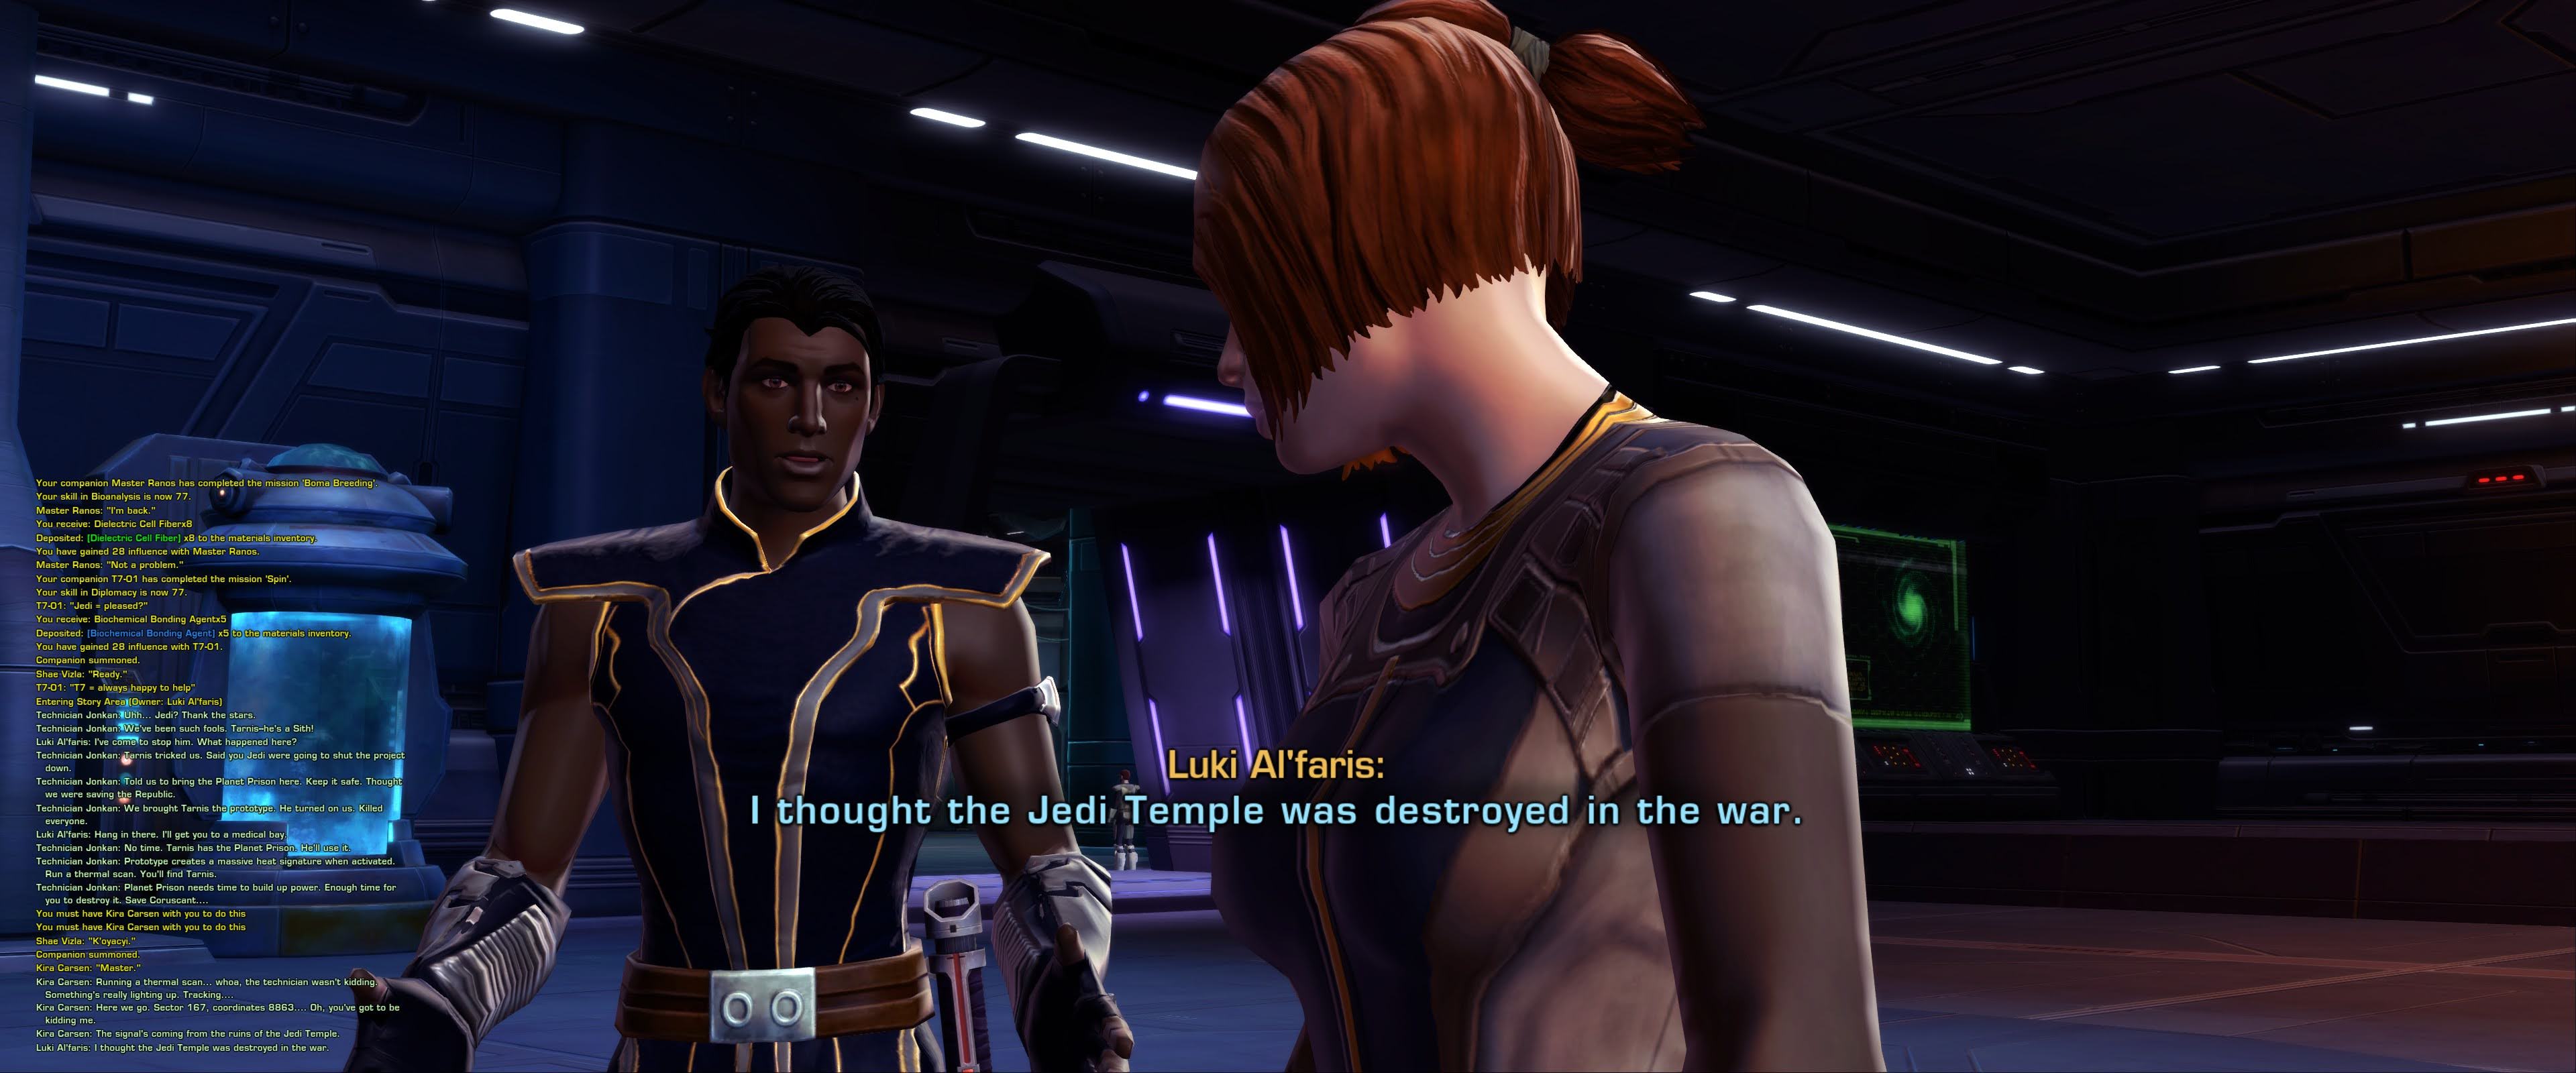 Your companion Master Ranos has completed the mission 'Boma Breeding'.
Your skill in Bioanalysis is now 77.
Master Ranos: "I'm back."
You receive: Dielectric Cell Fiberx8
Deposited: [Dielectric Cell Fiber] x8 to the materials inventory.
You have gained 28 influence with Master Ranos.
Master Ranos: "Not a problem."
Your companion T7-01 has completed the mission 'Spin'.
Your skill in Diplomacy is now 77.
T7-01: "Jedi = pleased?"
You receive: Biochemical Bonding Agentx5
Deposited: [Biochemical Bonding Agent] x5 to the materials inventory.
You have gained 28 influence with T7-01.
Companion summoned.
Shae Vizla: "Ready."
T7-01: "T7 = always happy to help"
Entering Story Area (Owner: Luki Al'faris)
Technician Jonkan: Uhh... Jedi? Thank the stars.
Technician Jonkan: We've been such fools. Tarnis–he's a Sith!
Luki Al'faris: I've come to stop him. What happened here?
Technician Jonkan: Tarnis tricked us. Said you Jedi were going to shut the project
down.
Technician Jonkan: Told us to bring the Planet Prison here. Keep it safe. Thought
we were saving the Republic.
Technician Jonkan: We brought Tarnis the prototype. He turned on us. Killed
everyone.
Luki Al'faris: Hang in there. I'll get you to a medical bay.
Technician Jonkan: No time. Tarnis has the Planet Prison. He'll use it.
Technician Jonkan: Prototype creates a massive heat signature when activated.
Run a thermal scan. You'll find Tarnis.
Technician Jonkan: Planet Prison needs time to build up power. Enough time for
you to destroy it. Save Coruscant....
You must have Kira Carsen with you to do this
You must have Kira Carsen with you to do this
Shae Vizla: "K'oyacyi."
Companion summoned.
Kira Carsen: "Master."
Kira Carsen: Running a thermal scan... whoa, the technician wasn't kidding.
Something's really lighting up. Tracking....
Kira Carsen: Here we go. Sector 167, coordinates 8863.... Oh, you've got to be
kidding me.
Kira Carsen: The signal's coming from the ruins of the Jedi Temple.
Luki Al'faris: I thought the Jedi Temple was destroyed in the war.
Luki Al'faris:
I thought the Jedi Temple was destroyed in the war.